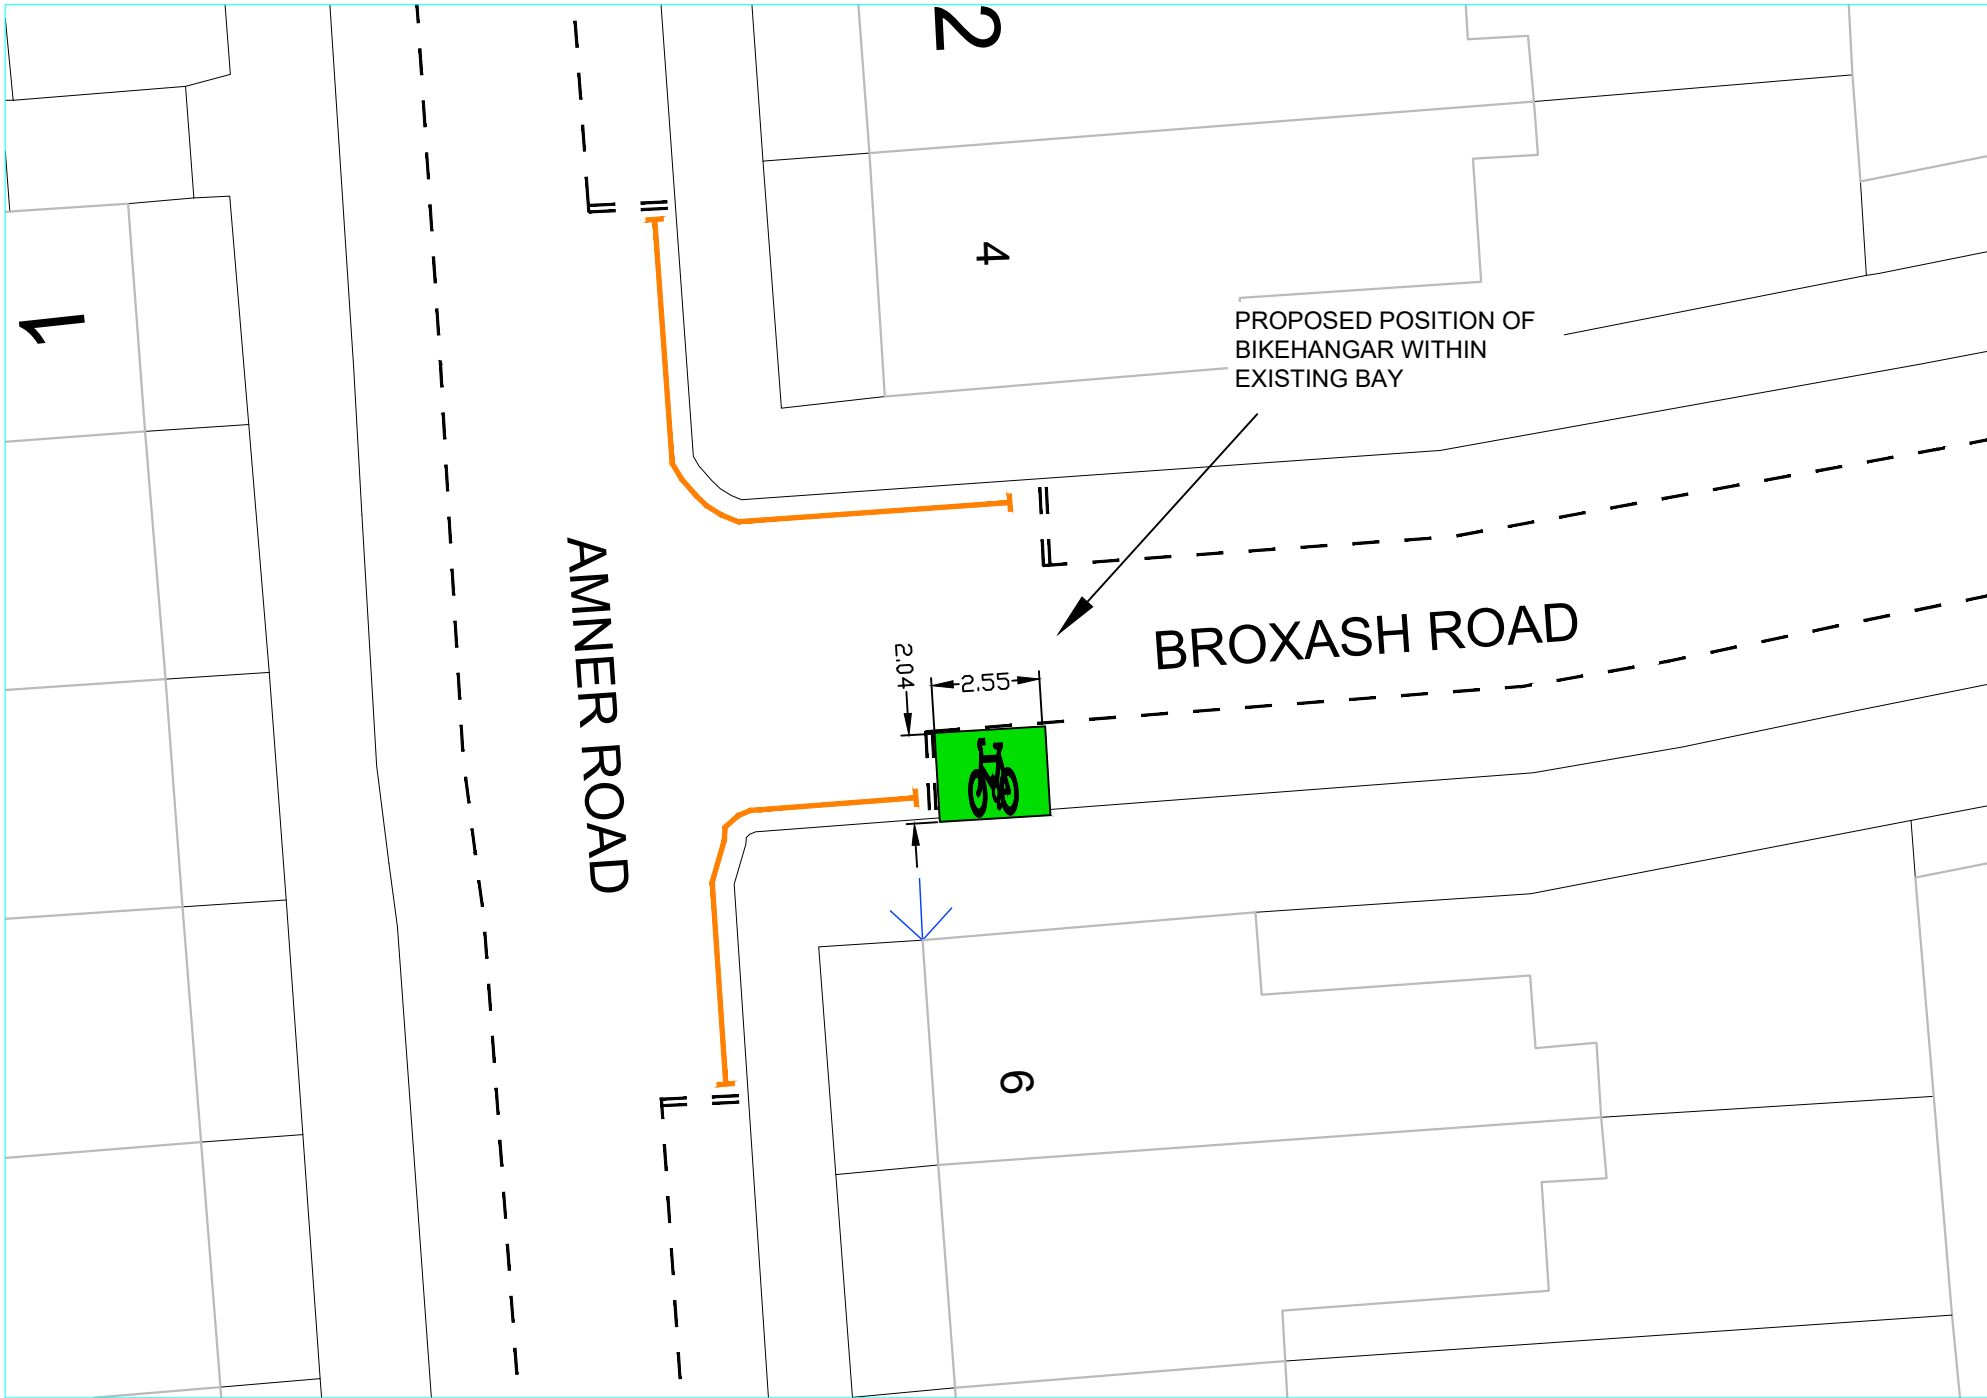 2
4
1
PROPOSED POSITION OF
BIKEHANGAR WITHIN
EXISTING BAY
AMNER ROAD
BROXASH ROAD
2.04
2.55
6